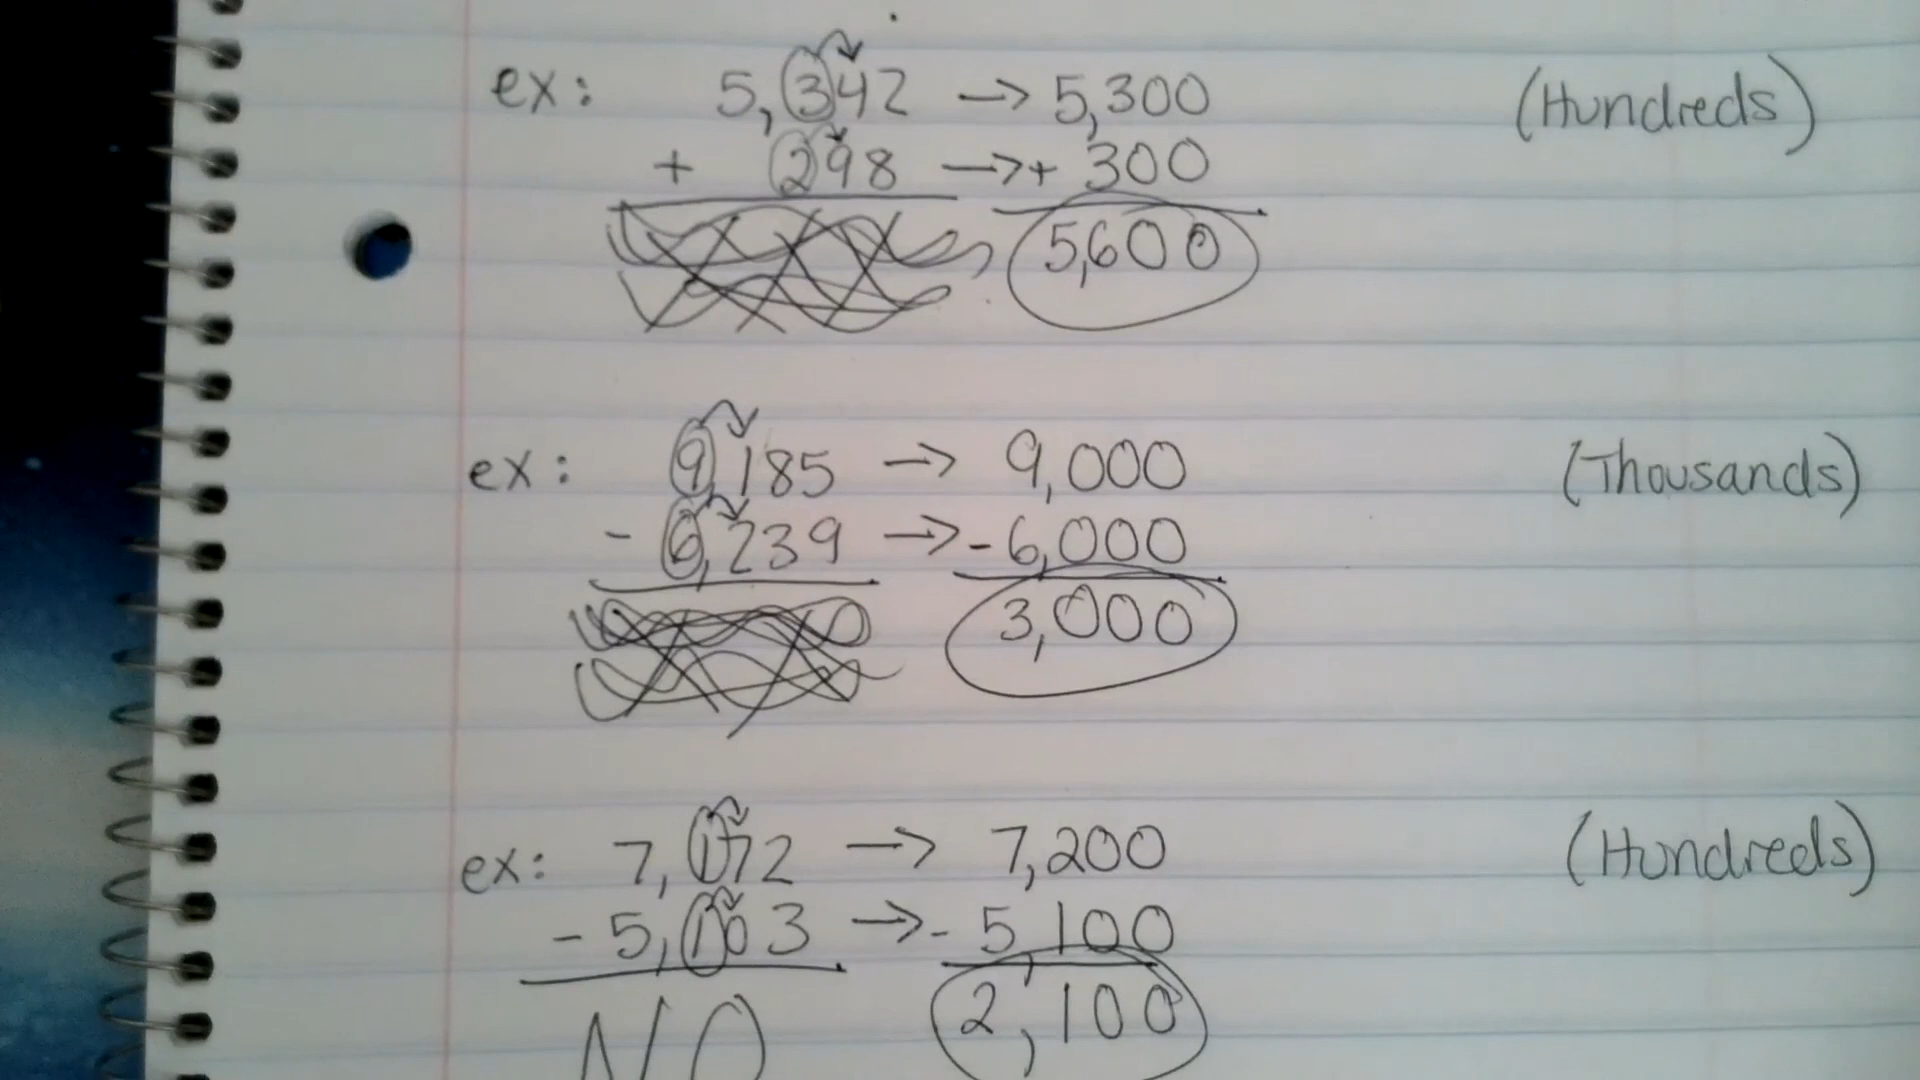 ex: 5,342 → 5,300 (Hundreds)
+ 298 → + 300
5,600
ex: 9,185 → 9,000 (Thousands)
- 6,239 → - 6,000
3,000
ex: 7,172 → 7,200 (Hundreds)
- 5,103 → - 5,100
NO 2,100